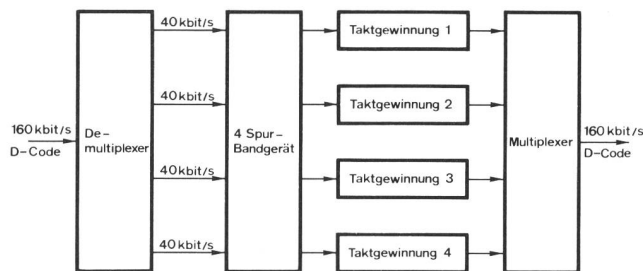 160 kbit/s
D-Code
De-
multiplexer
40 kbit/s
40 kbit/s
40 kbit/s
40 kbit/s
4 Spur-
Bandgerät
Taktgewinnung 1
Taktgewinnung 2
Taktgewinnung 3
Taktgewinnung 4
Multiplexer
160 kbit/s
D-Code